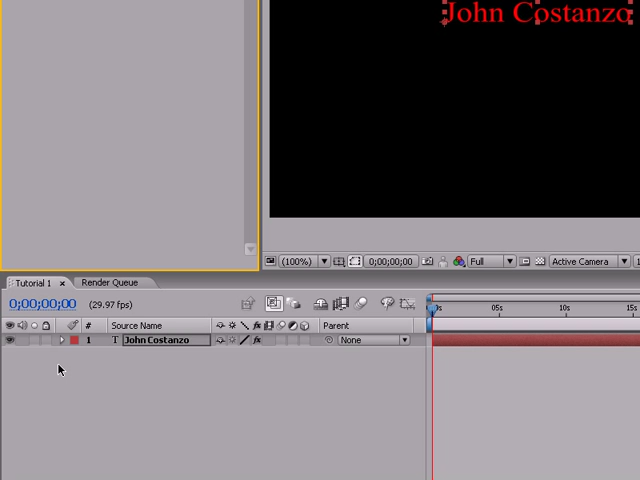 John Costanzo
(100%) 0;00;00;00 Full Active Camera 1
Tutorial 1 × Render Queue
0;00;00;00 (29.97 fps)
05s 10s 15s
# Source Name Parent
1 T John Costanzo None